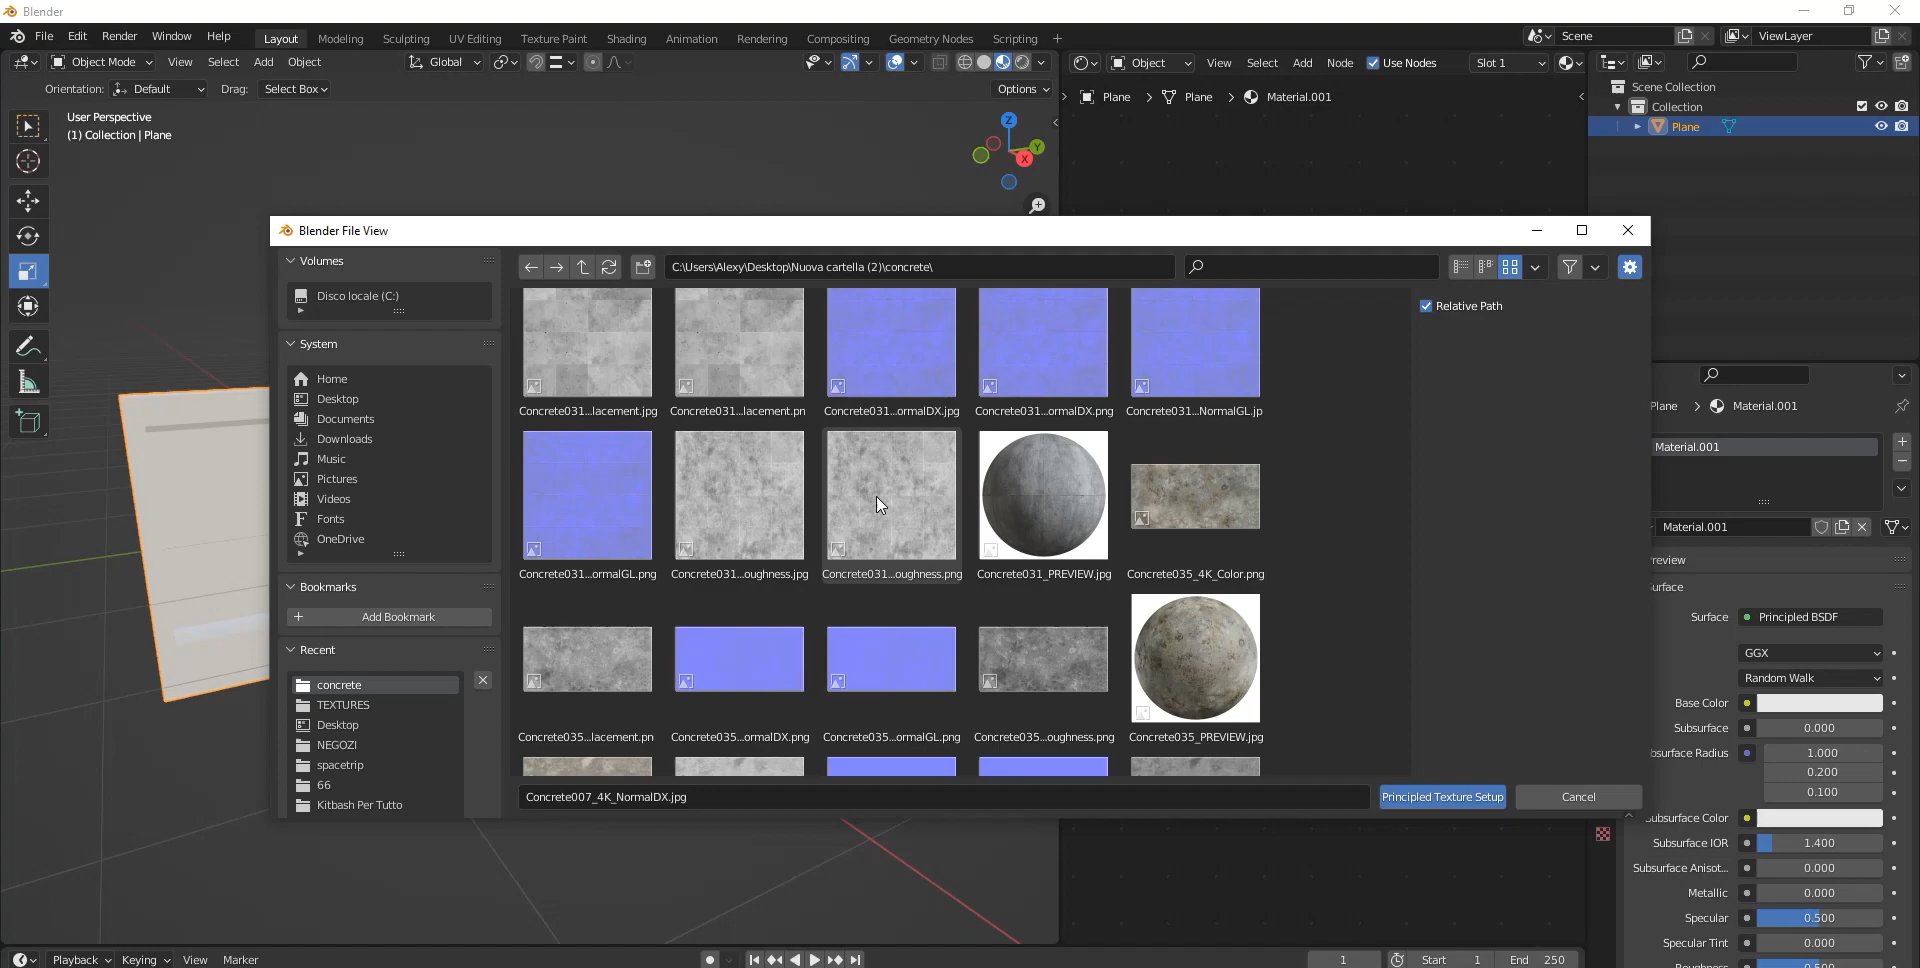 Blender
File Edit Render Window Help Layout Modeling Sculpting UV Editing Texture Paint Shading Animation Rendering Compositing Geometry Nodes Scripting + Scene ViewLayer
Object Mode View Select Add Object Global Object View Select Add Node Use Nodes Slot 1
Orientation: Default Drag: Select Box Options
Plane > Plane > Material.001
Scene Collection
Collection
Plane
User Perspective
(1) Collection | Plane
Z
Y
X
Blender File View
Volumes
Disco locale (C:)
System
Home
Desktop
Documents
Downloads
Music
Pictures
Videos
Fonts
OneDrive
Bookmarks
+ Add Bookmark
Recent
concrete
TEXTURES
Desktop
NEGOZI
spacetrip
66
Kitbash Per Tutto
C:\Users\Alexy\Desktop\Nuova cartella (2)\concrete\
Relative Path
Concrete031...lacement.jpg Concrete031...lacement.pn Concrete031...ormalDX.jpg Concrete031...ormalDX.png Concrete031...NormalGL.jp
Concrete031...ormalGL.png Concrete031...oughness.jpg Concrete031...oughness.png Concrete031_PREVIEW.jpg Concrete035_4K_Color.png
Concrete035...lacement.pn Concrete035...ormalDX.png Concrete035...ormalGL.png Concrete035...oughness.png Concrete035_PREVIEW.jpg
Concrete007_4K_NormalDX.jpg Principled Texture Setup Cancel
Plane > Material.001
Material.001
Material.001
review
urface
Surface Principled BSDF
GGX
Random Walk
Base Color
Subsurface 0.000
bsurface Radius 1.000
0.200
0.100
ubsurface Color
Subsurface IOR 1.400
Subsurface Anisot... 0.000
Metallic 0.000
Specular 0.500
Specular Tint 0.000
Roughness 0.500
Playback Keying View Marker 1 Start 1 End 250